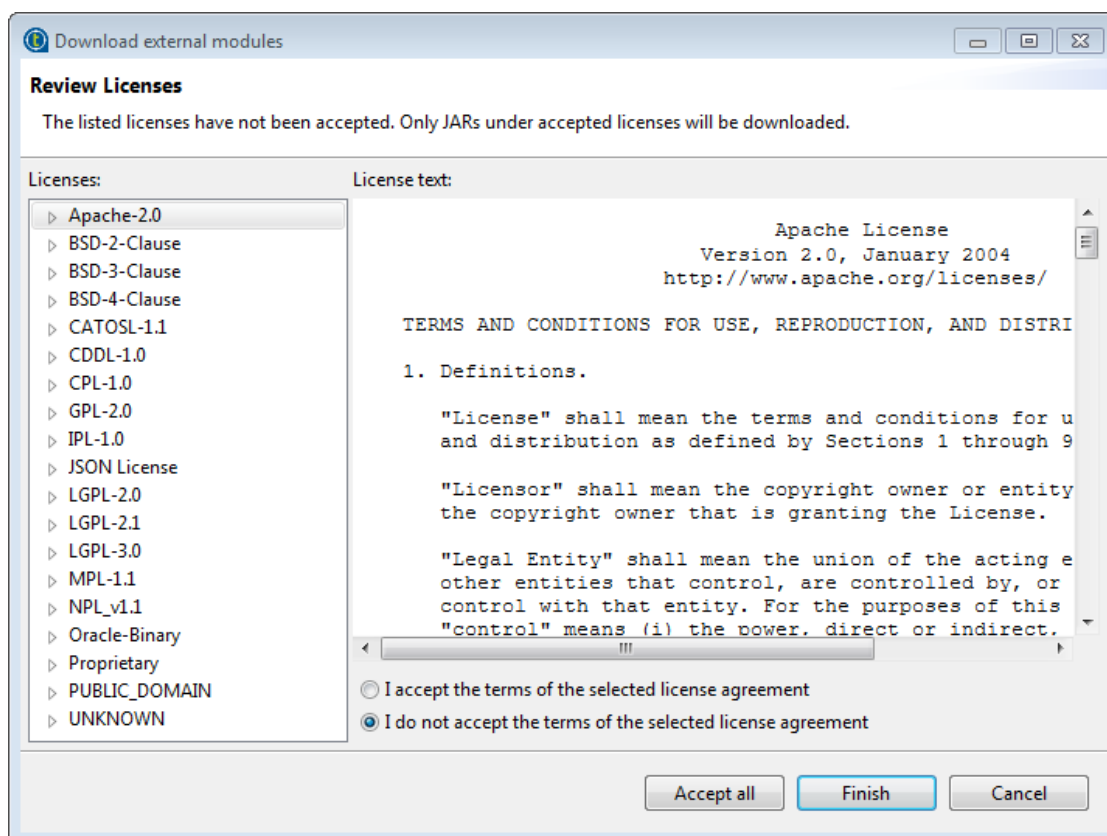 Download external modules
Review Licenses
The listed licenses have not been accepted. Only JARs under accepted licenses will be downloaded.
Licenses:
Apache-2.0
BSD-2-Clause
BSD-3-Clause
BSD-4-Clause
CATOSL-1.1
CDDL-1.0
CPL-1.0
GPL-2.0
IPL-1.0
JSON License
LGPL-2.0
LGPL-2.1
LGPL-3.0
MPL-1.1
NPL_v1.1
Oracle-Binary
Proprietary
PUBLIC_DOMAIN
UNKNOWN
License text:
Apache License
Version 2.0, January 2004
http://www.apache.org/licenses/
TERMS AND CONDITIONS FOR USE, REPRODUCTION, AND DISTRI
1. Definitions.
"License" shall mean the terms and conditions for u
and distribution as defined by Sections 1 through 9
"Licensor" shall mean the copyright owner or entity
the copyright owner that is granting the License.
"Legal Entity" shall mean the union of the acting e
other entities that control, are controlled by, or
control with that entity. For the purposes of this
"control" means (i) the power, direct or indirect,
I accept the terms of the selected license agreement
I do not accept the terms of the selected license agreement
Accept all
Finish
Cancel